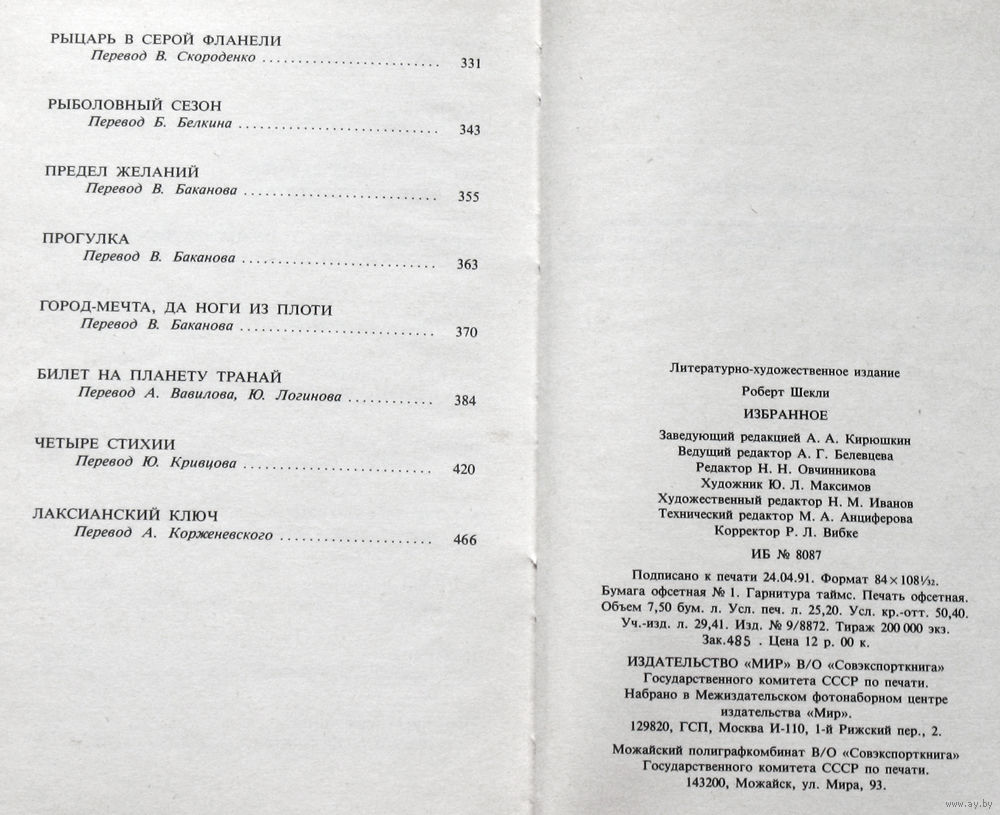 РЫЦАРЬ В СЕРОЙ ФЛАНЕЛИ
Перевод В. Скороденко ........................ 331
РЫБОЛОВНЫЙ СЕЗОН
Перевод Б. Белкина ........................... 343
ПРЕДЕЛ ЖЕЛАНИЙ
Перевод В. Баканова .......................... 355
ПРОГУЛКА
Перевод В. Баканова .......................... 363
ГОРОД-МЕЧТА, ДА НОГИ ИЗ ПЛОТИ
Перевод В. Баканова .......................... 370
БИЛЕТ НА ПЛАНЕТУ ТРАНАЙ
Перевод А. Вавилова, Ю. Логинова ............ 384
ЧЕТЫРЕ СТИХИИ
Перевод Ю. Кривцова .......................... 420
ЛАКСИАНСКИЙ КЛЮЧ
Перевод А. Корженевского ..................... 466
Литературно-художественное издание
Роберт Шекли
ИЗБРАННОЕ
Заведующий редакцией А. А. Кирюшкин
Ведущий редактор А. Г. Белевцева
Редактор Н. Н. Овчинникова
Художник Ю. Л. Максимов
Художественный редактор Н. М. Иванов
Технический редактор М. А. Анциферова
Корректор Р. Л. Вибке
ИБ № 8087
Подписано к печати 24.04.91. Формат 84×108 1/32.
Бумага офсетная № 1. Гарнитура таймс. Печать офсетная.
Объем 7,50 бум. л. Усл. печ. л. 25,20. Усл. кр.-отт. 50,40.
Уч.-изд. л. 29,41. Изд. № 9/8872. Тираж 200 000 экз.
Зак. 485 . Цена 12 р. 00 к.
ИЗДАТЕЛЬСТВО «МИР» В/О «Совэкспорткнига»
Государственного комитета СССР по печати.
Набрано в Межиздательском фотонаборном центре
издательства «Мир».
129820, ГСП, Москва И-110, 1-й Рижский пер., 2.
Можайский полиграфкомбинат В/О «Совэкспорткнига»
Государственного комитета СССР по печати.
143200, Можайск, ул. Мира, 93.
www.ay.by